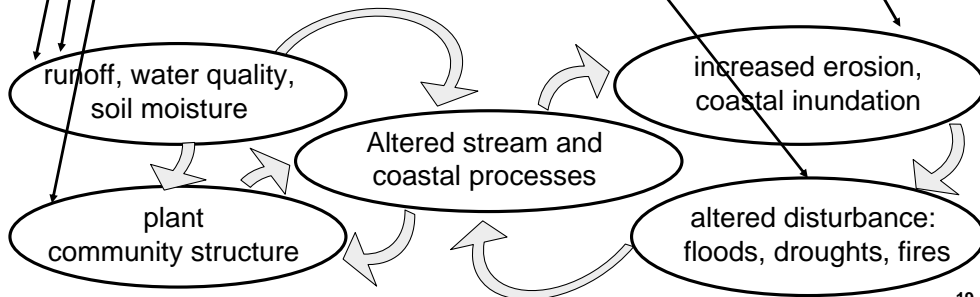 runoff, water quality,
soil moisture
increased erosion,
coastal inundation
Altered stream and
coastal processes
plant
community structure
altered disturbance:
floods, droughts, fires